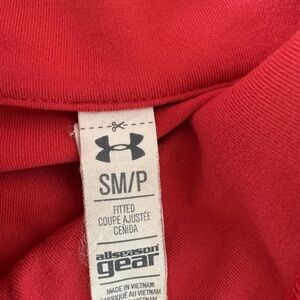 SM/P
FITTED
COUPE AJUSTÉE
CEÑIDA
allseason
gear
MADE IN VIETNAM
FABRIQUÉ AU VIETNAM